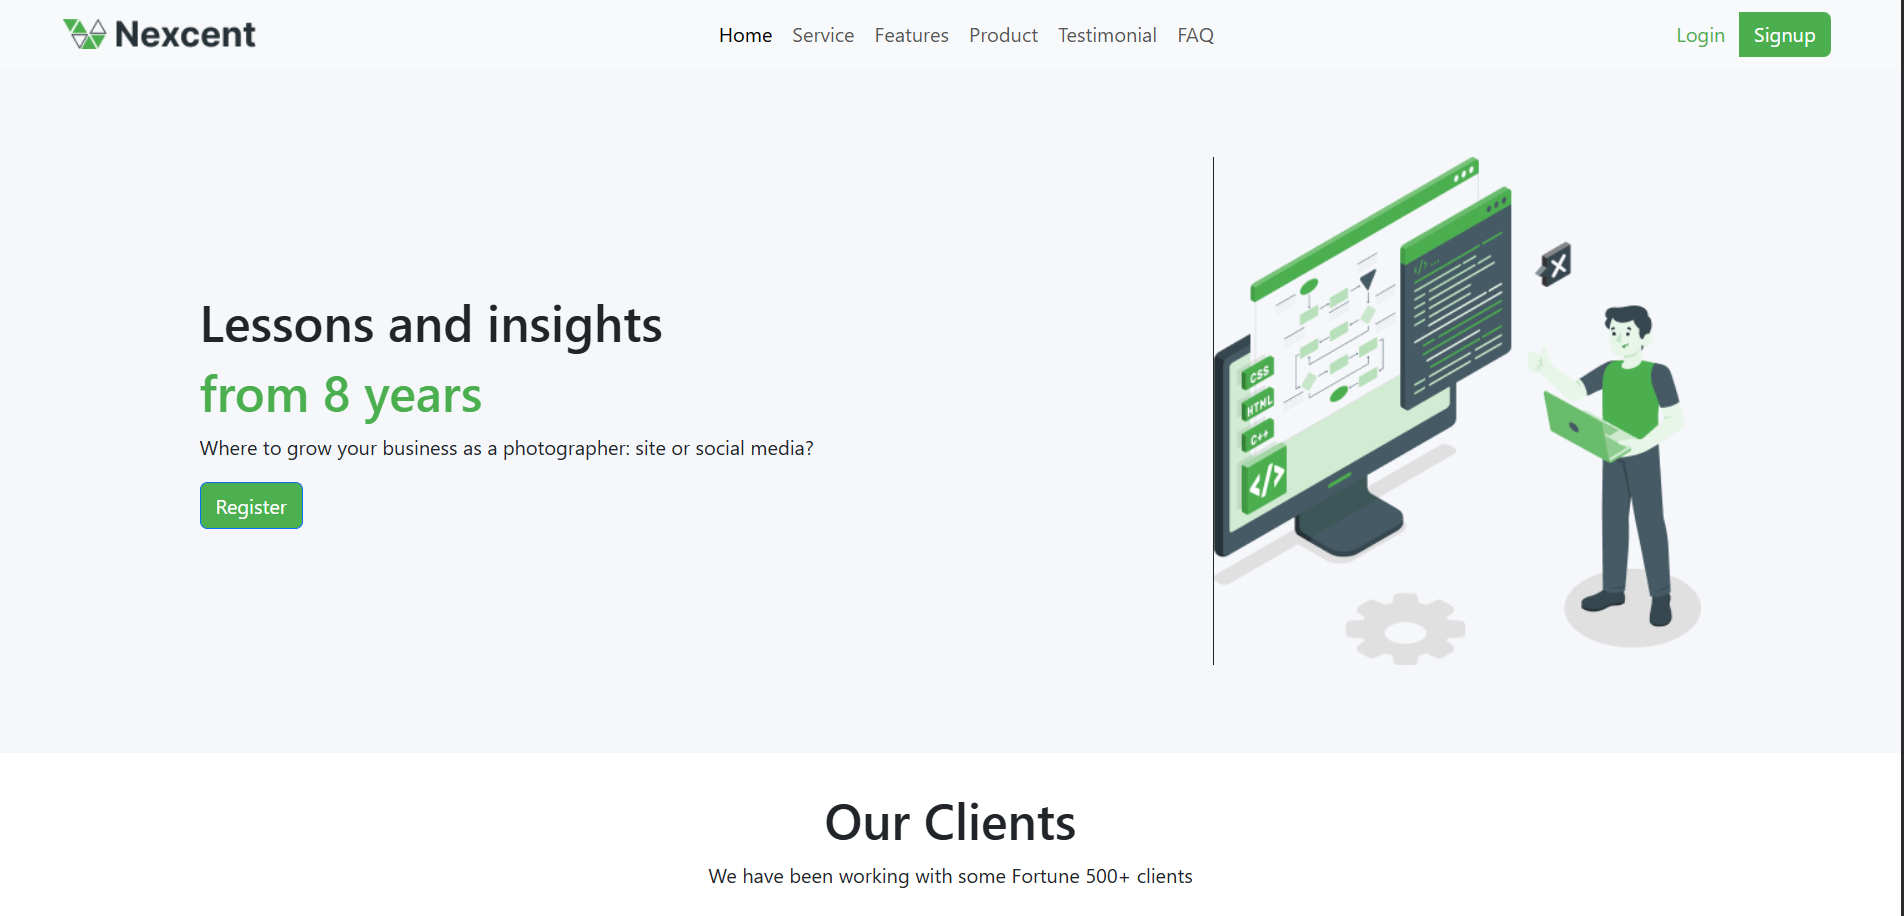 Nexcent
Home Service Features Product Testimonial FAQ
Login Signup
Lessons and insights
from 8 years
Where to grow your business as a photographer: site or social media?
Register
CSS
HTML
C++
</>
</> ...
X
Our Clients
We have been working with some Fortune 500+ clients